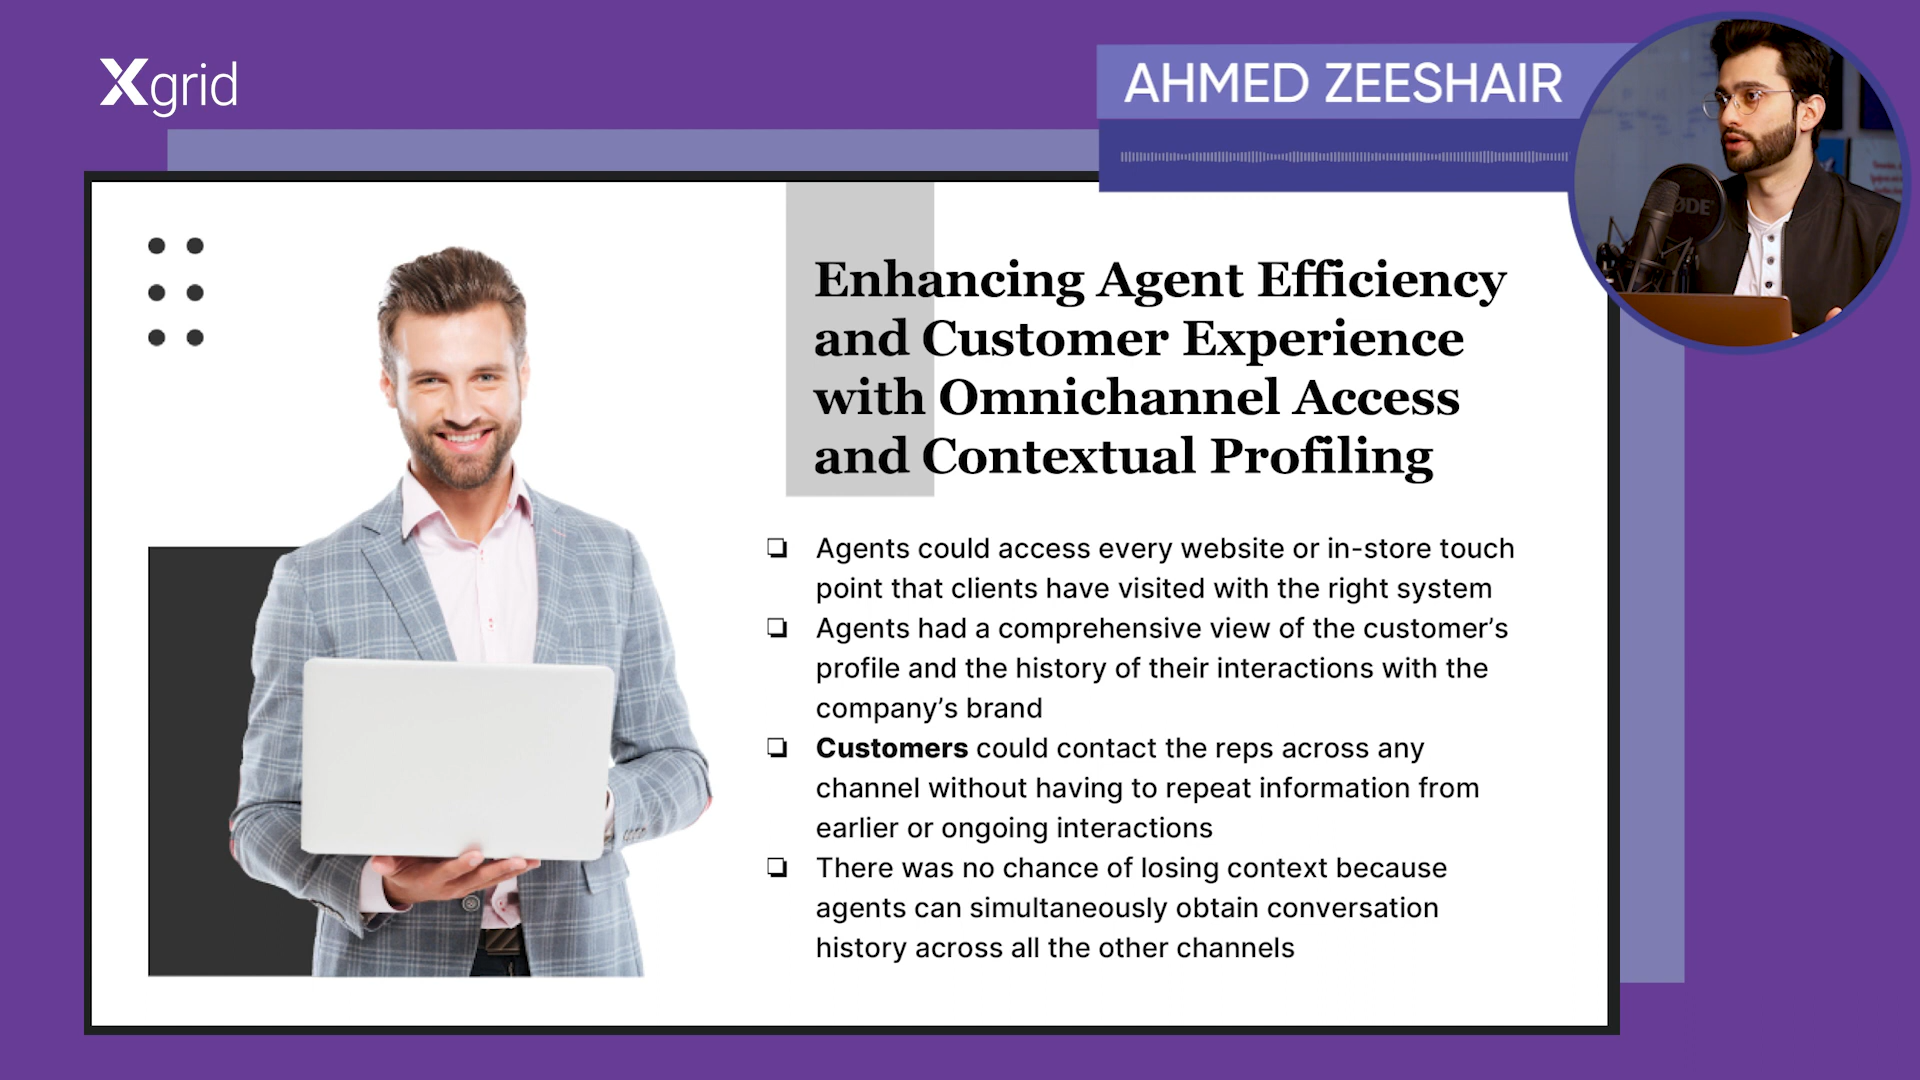 Xgrid
AHMED ZEESHAIR
Enhancing Agent Efficiency
and Customer Experience
with Omnichannel Access
and Contextual Profiling
❏ Agents could access every website or in-store touch
point that clients have visited with the right system
❏ Agents had a comprehensive view of the customer’s
profile and the history of their interactions with the
company’s brand
❏ Customers could contact the reps across any
channel without having to repeat information from
earlier or ongoing interactions
❏ There was no chance of losing context because
agents can simultaneously obtain conversation
history across all the other channels